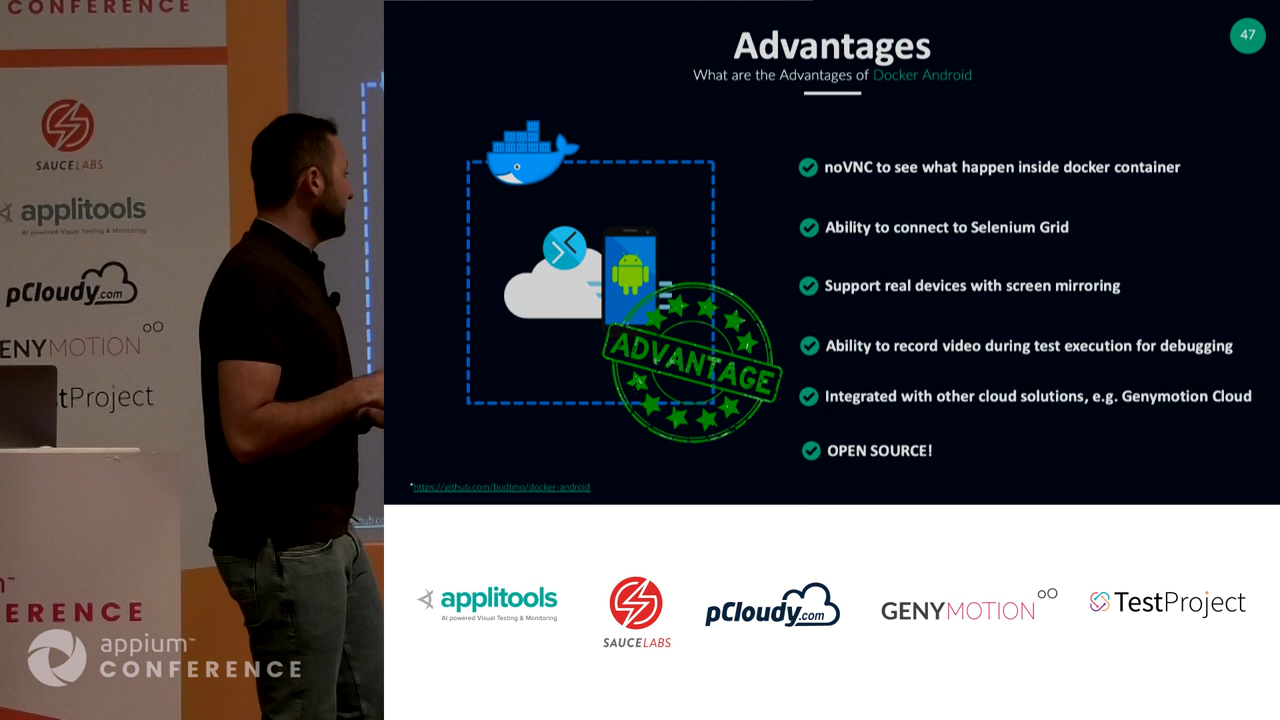 CONFERENCE
SAUCELABS
applitools
AI powered Visual Testing & Monitoring
pCloudy.com
ENYMOTION
stProject
ERENCE
appium™
CONFERENCE
47
Advantages
What are the Advantages of Docker Android
noVNC to see what happen inside docker container
Ability to connect to Selenium Grid
Support real devices with screen mirroring
ADVANTAGE
Ability to record video during test execution for debugging
Integrated with other cloud solutions, e.g. Genymotion Cloud
OPEN SOURCE!
*https://github.com/budtmo/docker-android
applitools
AI powered Visual Testing & Monitoring
SAUCELABS
pCloudy.com
GENYMOTION
TestProject